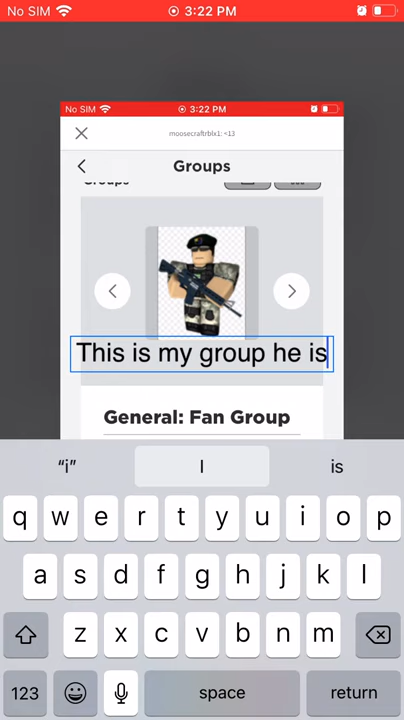 No SIM 3:22 PM
No SIM 3:22 PM
moosecraftrblx1: <13
Groups
Groups
This is my group he is
General: Fan Group
“i” I is
q w e r t y u i o p
a s d f g h j k l
z x c v b n m
123 space return